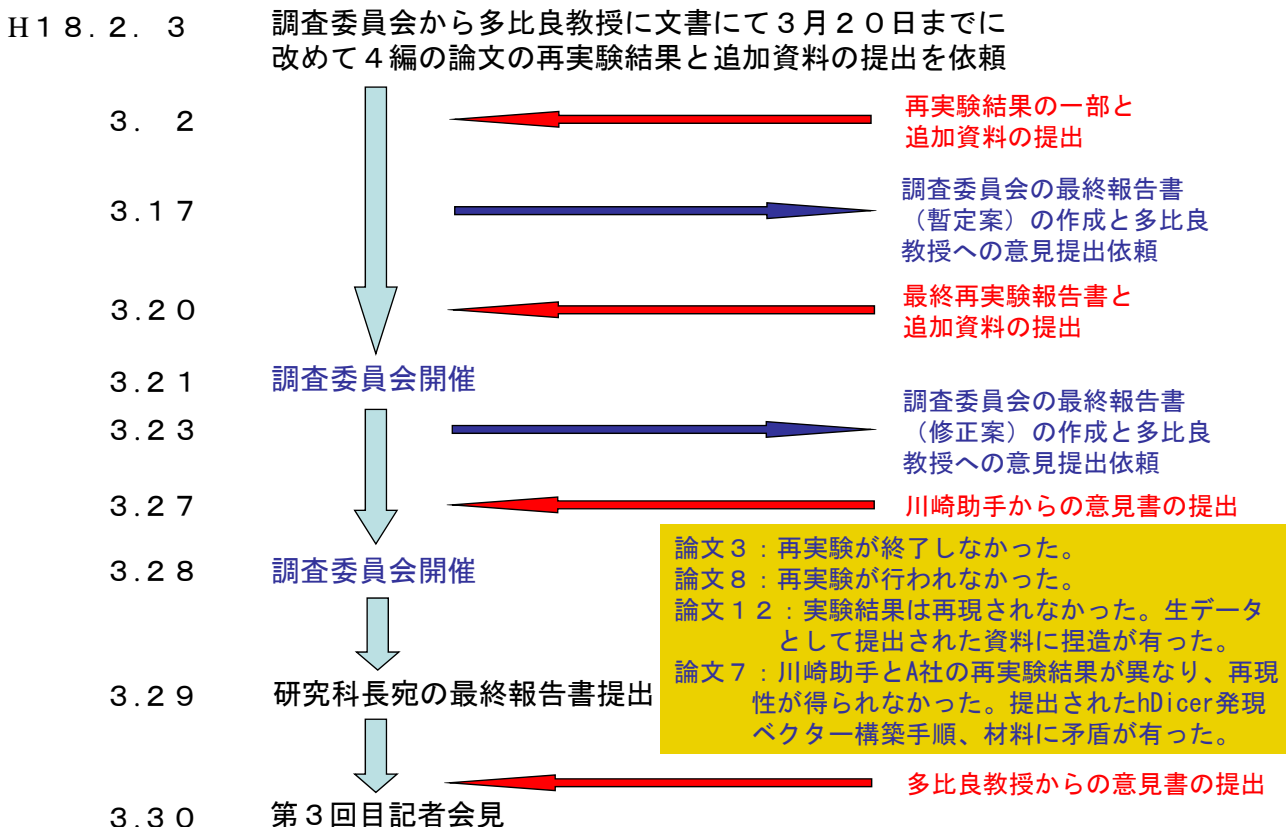 H１８.２. ３　調査委員会から多比良教授に文書にて３月２０日までに
改めて４編の論文の再実験結果と追加資料の提出を依頼
３. ２
再実験結果の一部と
追加資料の提出
３.１７
調査委員会の最終報告書
（暫定案）の作成と多比良
教授への意見提出依頼
３.２０
最終再実験報告書と
追加資料の提出
３.２１　調査委員会開催
３.２３
調査委員会の最終報告書
（修正案）の作成と多比良
教授への意見提出依頼
３.２７　川崎助手からの意見書の提出
３.２８　調査委員会開催
論文３：再実験が終了しなかった。
論文８：再実験が行われなかった。
論文１２：実験結果は再現されなかった。生データ
として提出された資料に捏造が有った。
論文７：川崎助手とA社の再実験結果が異なり、再現
性が得られなかった。提出されたhDicer発現
ベクター構築手順、材料に矛盾が有った。
３.２９　研究科長宛の最終報告書提出
多比良教授からの意見書の提出
３.３０　第３回目記者会見